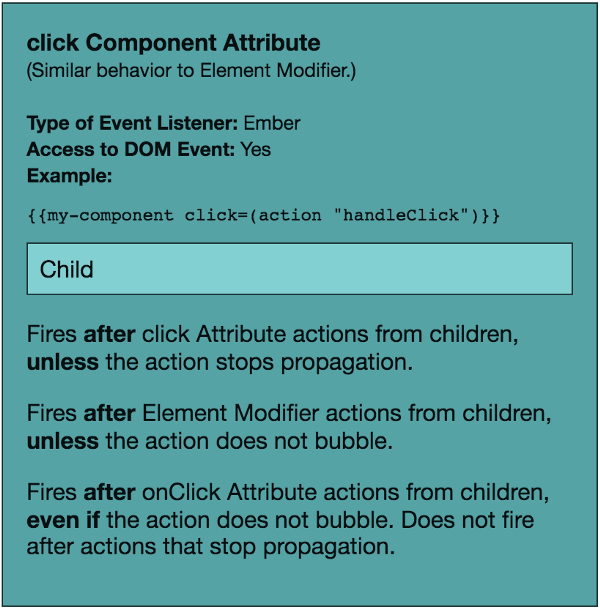 click Component Attribute
(Similar behavior to Element Modifier.)
Type of Event Listener: Ember
Access to DOM Event: Yes
Example:
{{my-component click=(action "handleClick")}}
Child
Fires after click Attribute actions from children,
unless the action stops propagation.
Fires after Element Modifier actions from children,
unless the action does not bubble.
Fires after onClick Attribute actions from children,
even if the action does not bubble. Does not fire
after actions that stop propagation.